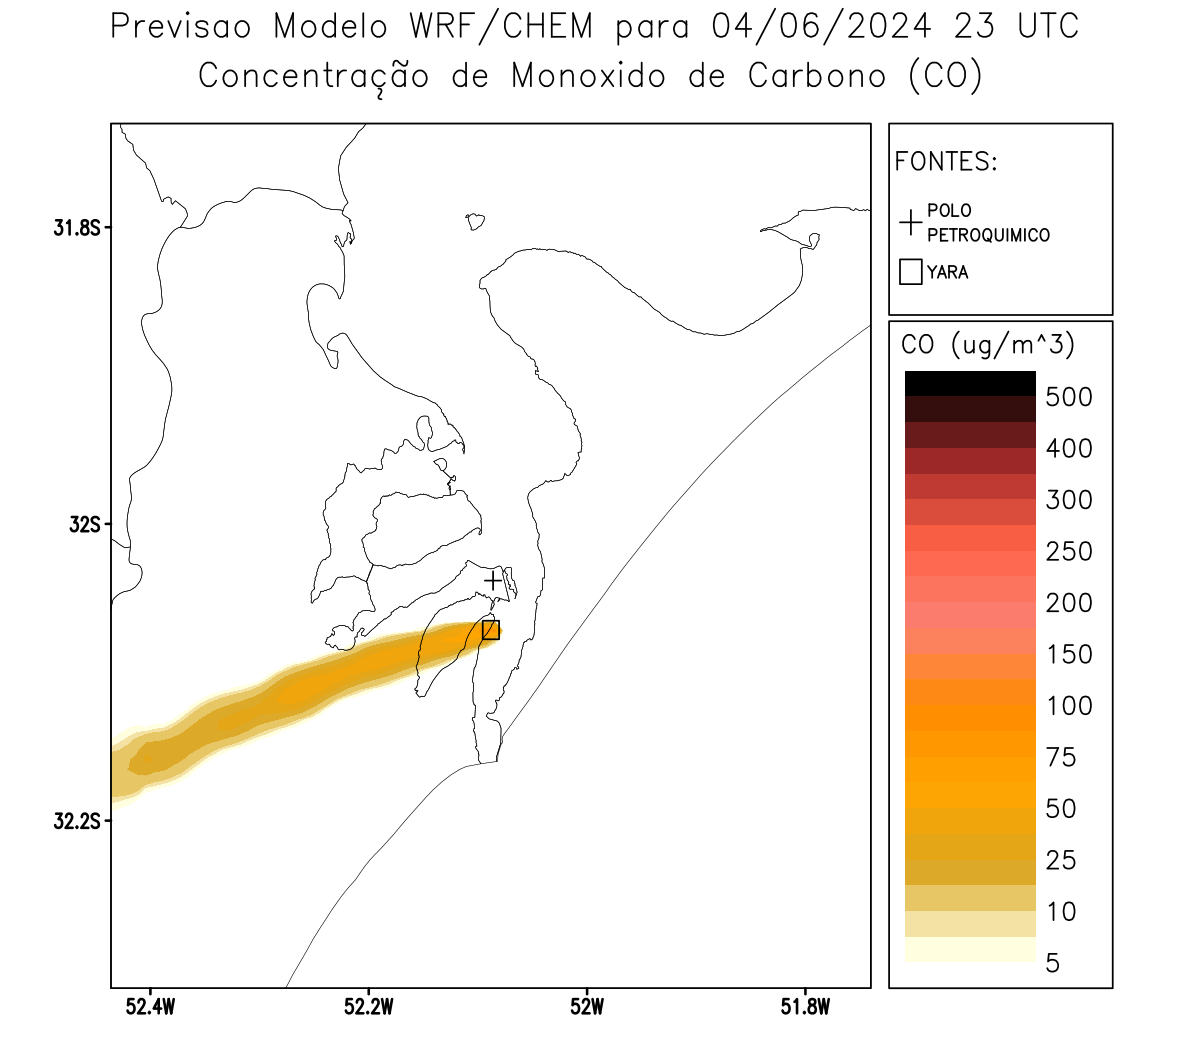 Previsao Modelo WRF/CHEM para 04/06/2024 23 UTC
Concentração de Monoxido de Carbono (CO)
FONTES:
POLO
PETROQUIMICO
YARA
CO (ug/m^3)
500
400
300
250
200
150
100
75
50
25
10
5
31.8S
32S
32.2S
52.4W
52.2W
52W
51.8W